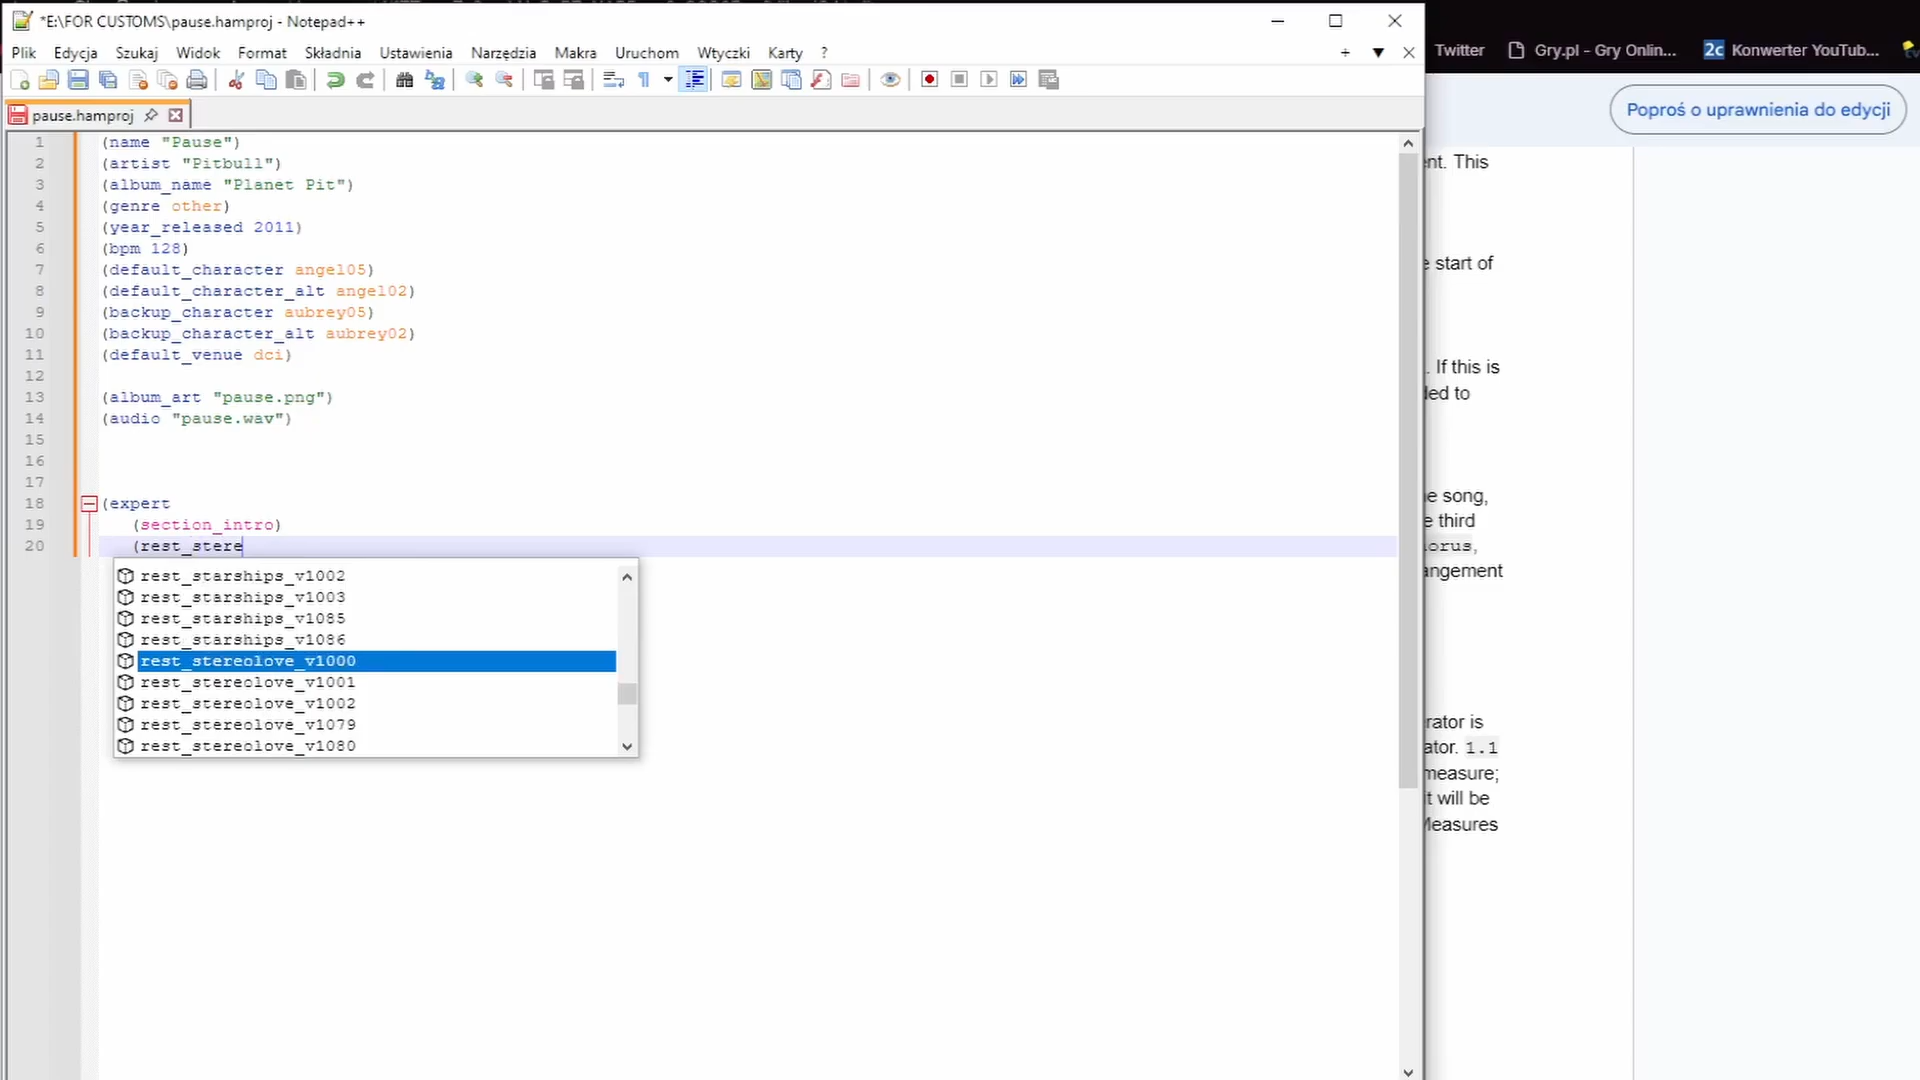 *E:\FOR CUSTOMS\pause.hamproj - Notepad++
Plik Edycja Szukaj Widok Format Składnia Ustawienia Narzędzia Makra Uruchom Wtyczki Karty ?
Twitter Gry.pl - Gry Onlin... 2c Konwerter YouTub...
pause.hamproj
Poproś o uprawnienia do edycji
1 (name "Pause")
2 (artist "Pitbull")
3 (album_name "Planet Pit")
4 (genre other)
5 (year_released 2011)
6 (bpm 128)
7 (default_character angel05)
8 (default_character_alt angel02)
9 (backup_character aubrey05)
10 (backup_character_alt aubrey02)
11 (default_venue dci)
12
13 (album_art "pause.png")
14 (audio "pause.wav")
15
16
17
18 (expert
19 (section_intro)
20 (rest_stere
rest_starships_v1002
rest_starships_v1003
rest_starships_v1085
rest_starships_v1086
rest_stereolove_v1000
rest_stereolove_v1001
rest_stereolove_v1002
rest_stereolove_v1079
rest_stereolove_v1080
nt. This
start of
. If this is
ded to
e song,
e third
orus,
angement
rator is
ator. 1.1
measure;
it will be
Measures